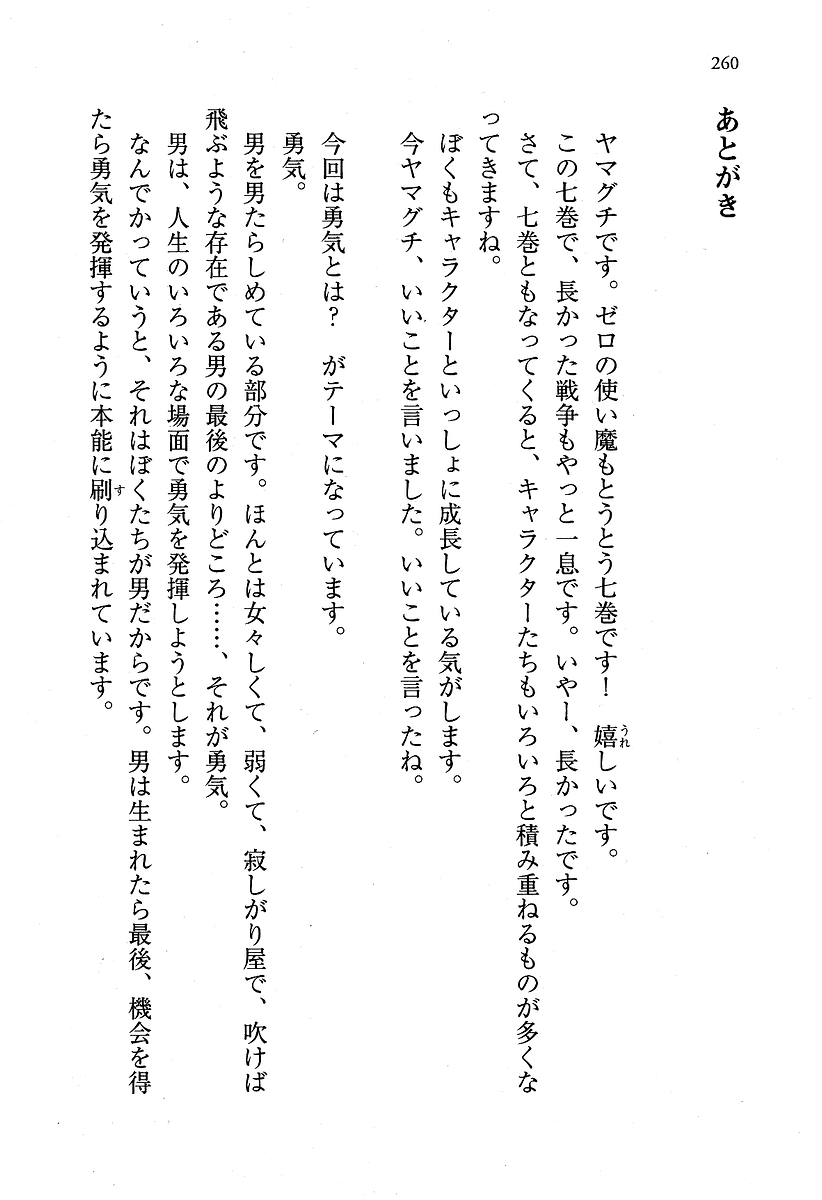 260
あとがき
ヤマグチです。ゼロの使い魔もとうとう七巻です！　嬉しいです。
うれ
この七巻で、長かった戦争もやっと一息です。いやー、長かったです。
さて、七巻ともなってくると、キャラクターたちもいろいろと積み重ねるものが多くな
ってきますね。
ぼくもキャラクターといっしょに成長している気がします。
今ヤマグチ、いいことを言いました。いいことを言ったね。
今回は勇気とは？　がテーマになっています。
勇気。
男を男たらしめている部分です。ほんとは女々しくて、弱くて、寂しがり屋で、吹けば
飛ぶような存在である男の最後のよりどころ……、それが勇気。
男は、人生のいろいろな場面で勇気を発揮しようとします。
なんでかっていうと、それはぼくたちが男だからです。男は生まれたら最後、機会を得
たら勇気を発揮するように本能に刷り込まれています。
す